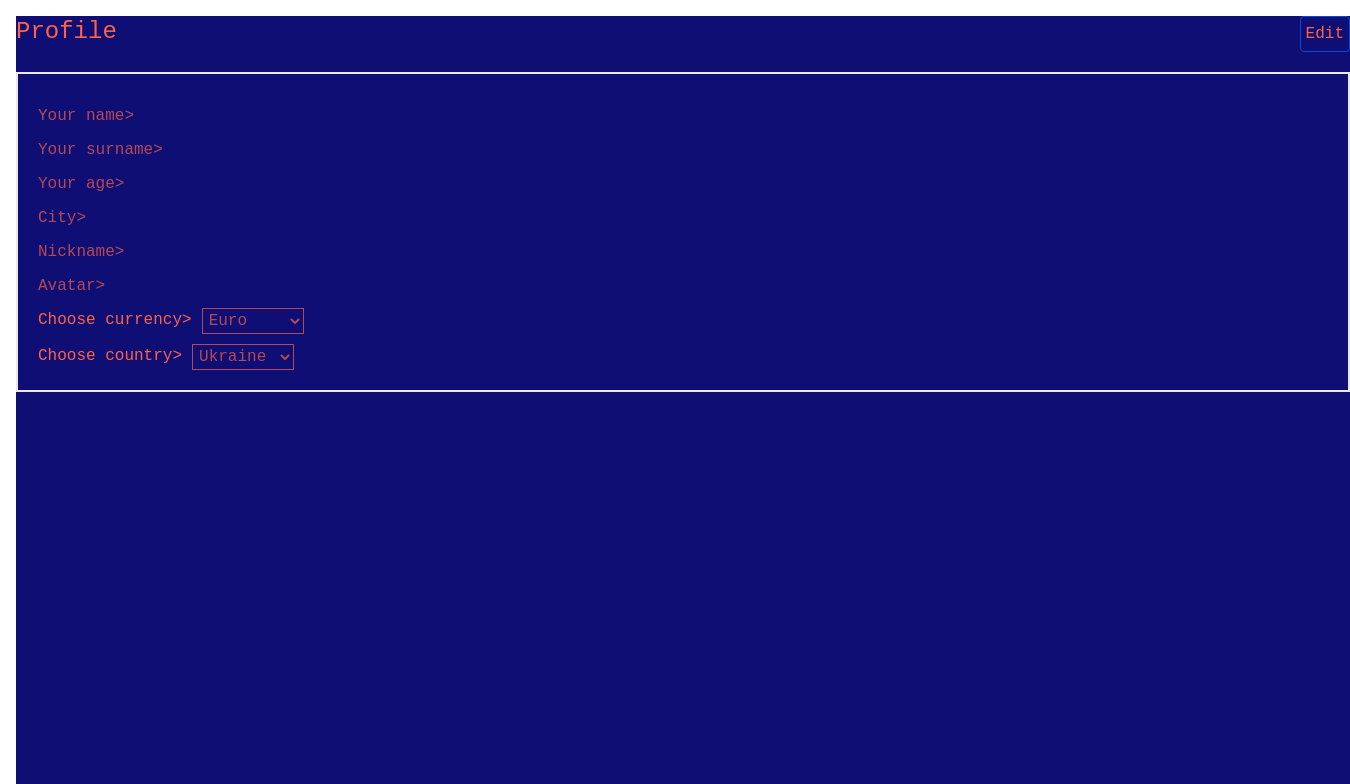 Profile Edit
Your name>
Your surname>
Your age>
City>
Nickname>
Avatar>
Choose currency> Euro
Choose country> Ukraine